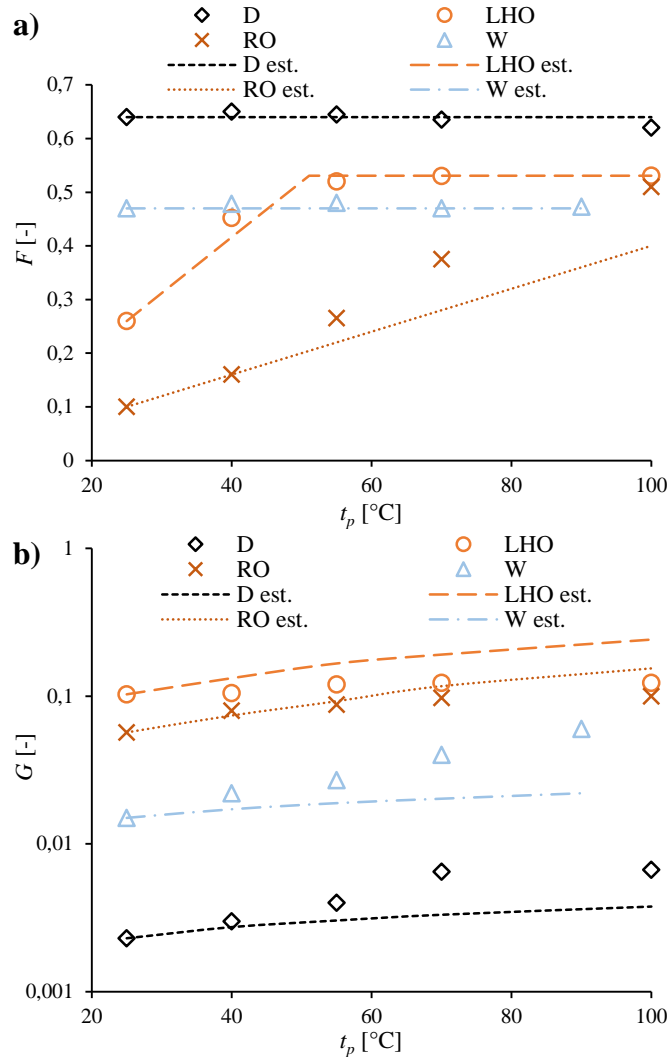 a)
D LHO
RO W
D est. LHO est.
RO est. W est.
0,7
0,6
0,5
0,4
0,3
0,2
0,1
0
F [-]
20 40 60 80 100
t_p [°C]
b)
D LHO
RO W
D est. LHO est.
RO est. W est.
1
0,1
0,01
0,001
G [-]
20 40 60 80 100
t_p [°C]